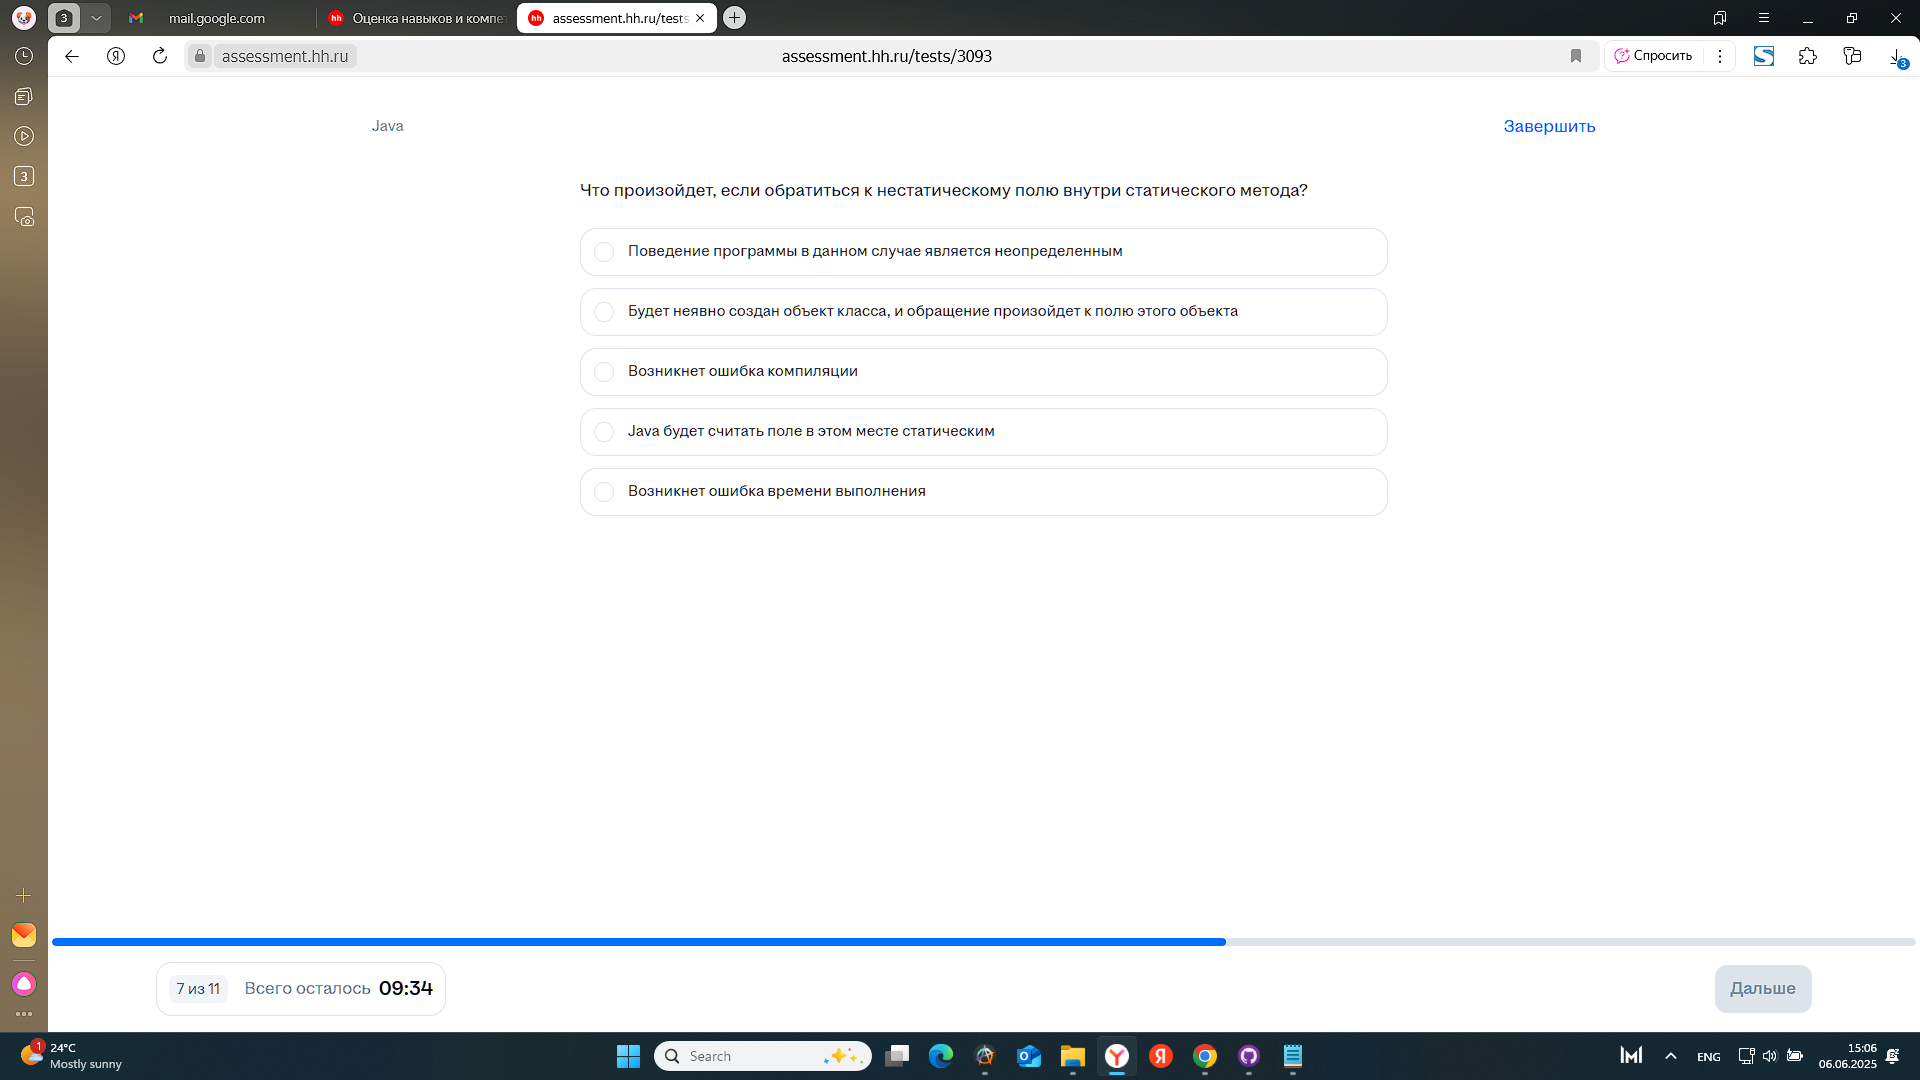 3
mail.google.com
hh
Оценка навыков и компе
hh
assessment.hh.ru/tests
assessment.hh.ru
assessment.hh.ru/tests/3093
Спросить
3
3
Java
Завершить
Что произойдет, если обратиться к нестатическому полю внутри статического метода?
Поведение программы в данном случае является неопределенным
Будет неявно создан объект класса, и обращение произойдет к полю этого объекта
Возникнет ошибка компиляции
Java будет считать поле в этом месте статическим
Возникнет ошибка времени выполнения
7 из 11
Всего осталось 09:34
Дальше
1
24°C
Mostly sunny
Search
ENG
15:06
06.06.2025